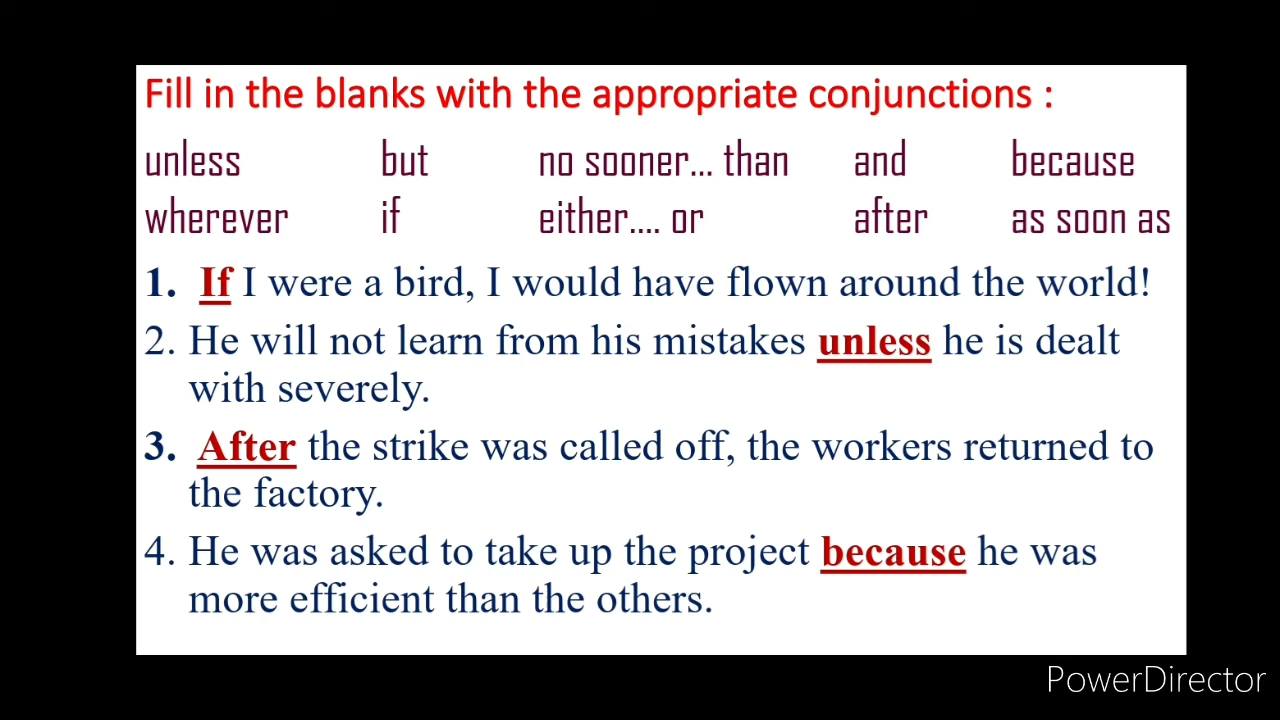 Fill in the blanks with the appropriate conjunctions :
unless but no sooner... than and because
wherever if either.... or after as soon as
1. If I were a bird, I would have flown around the world!
2. He will not learn from his mistakes unless he is dealt
with severely.
3. After the strike was called off, the workers returned to
the factory.
4. He was asked to take up the project because he was
more efficient than the others.
PowerDirector